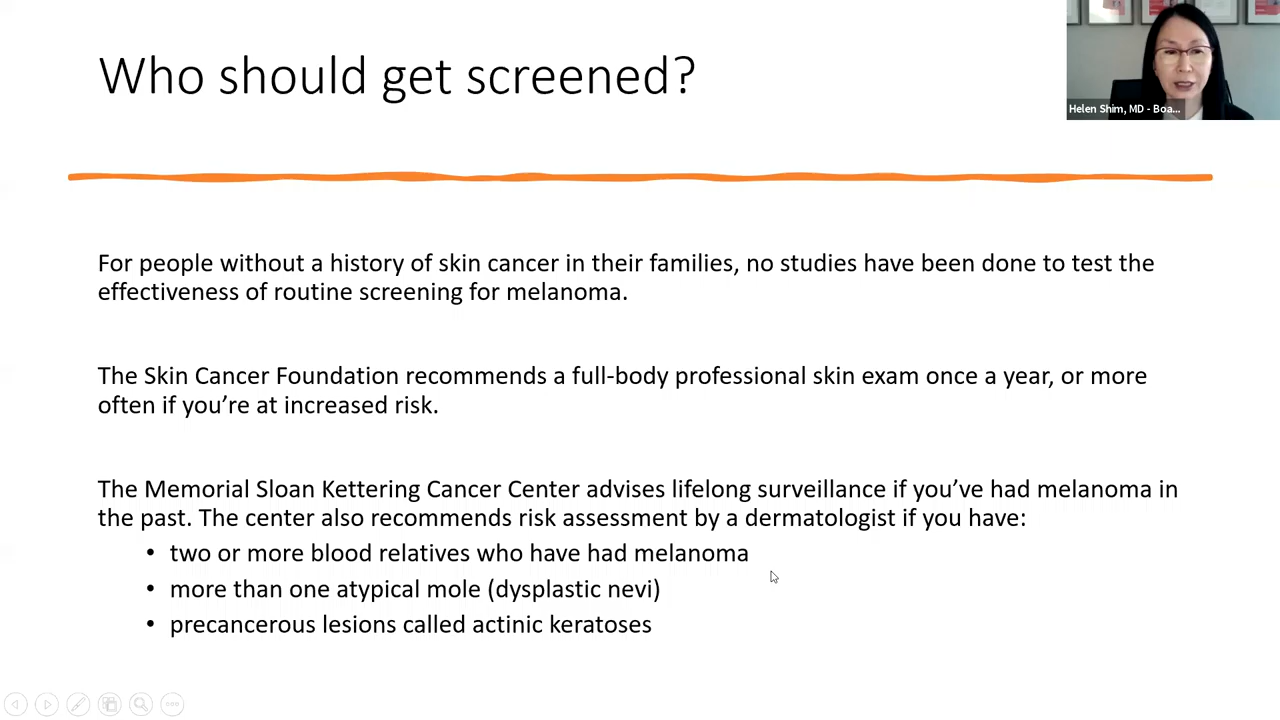 Who should get screened?
Helen Shim, MD - Boa...
For people without a history of skin cancer in their families, no studies have been done to test the
effectiveness of routine screening for melanoma.
The Skin Cancer Foundation recommends a full-body professional skin exam once a year, or more
often if you’re at increased risk.
The Memorial Sloan Kettering Cancer Center advises lifelong surveillance if you’ve had melanoma in
the past. The center also recommends risk assessment by a dermatologist if you have:
• two or more blood relatives who have had melanoma
• more than one atypical mole (dysplastic nevi)
• precancerous lesions called actinic keratoses